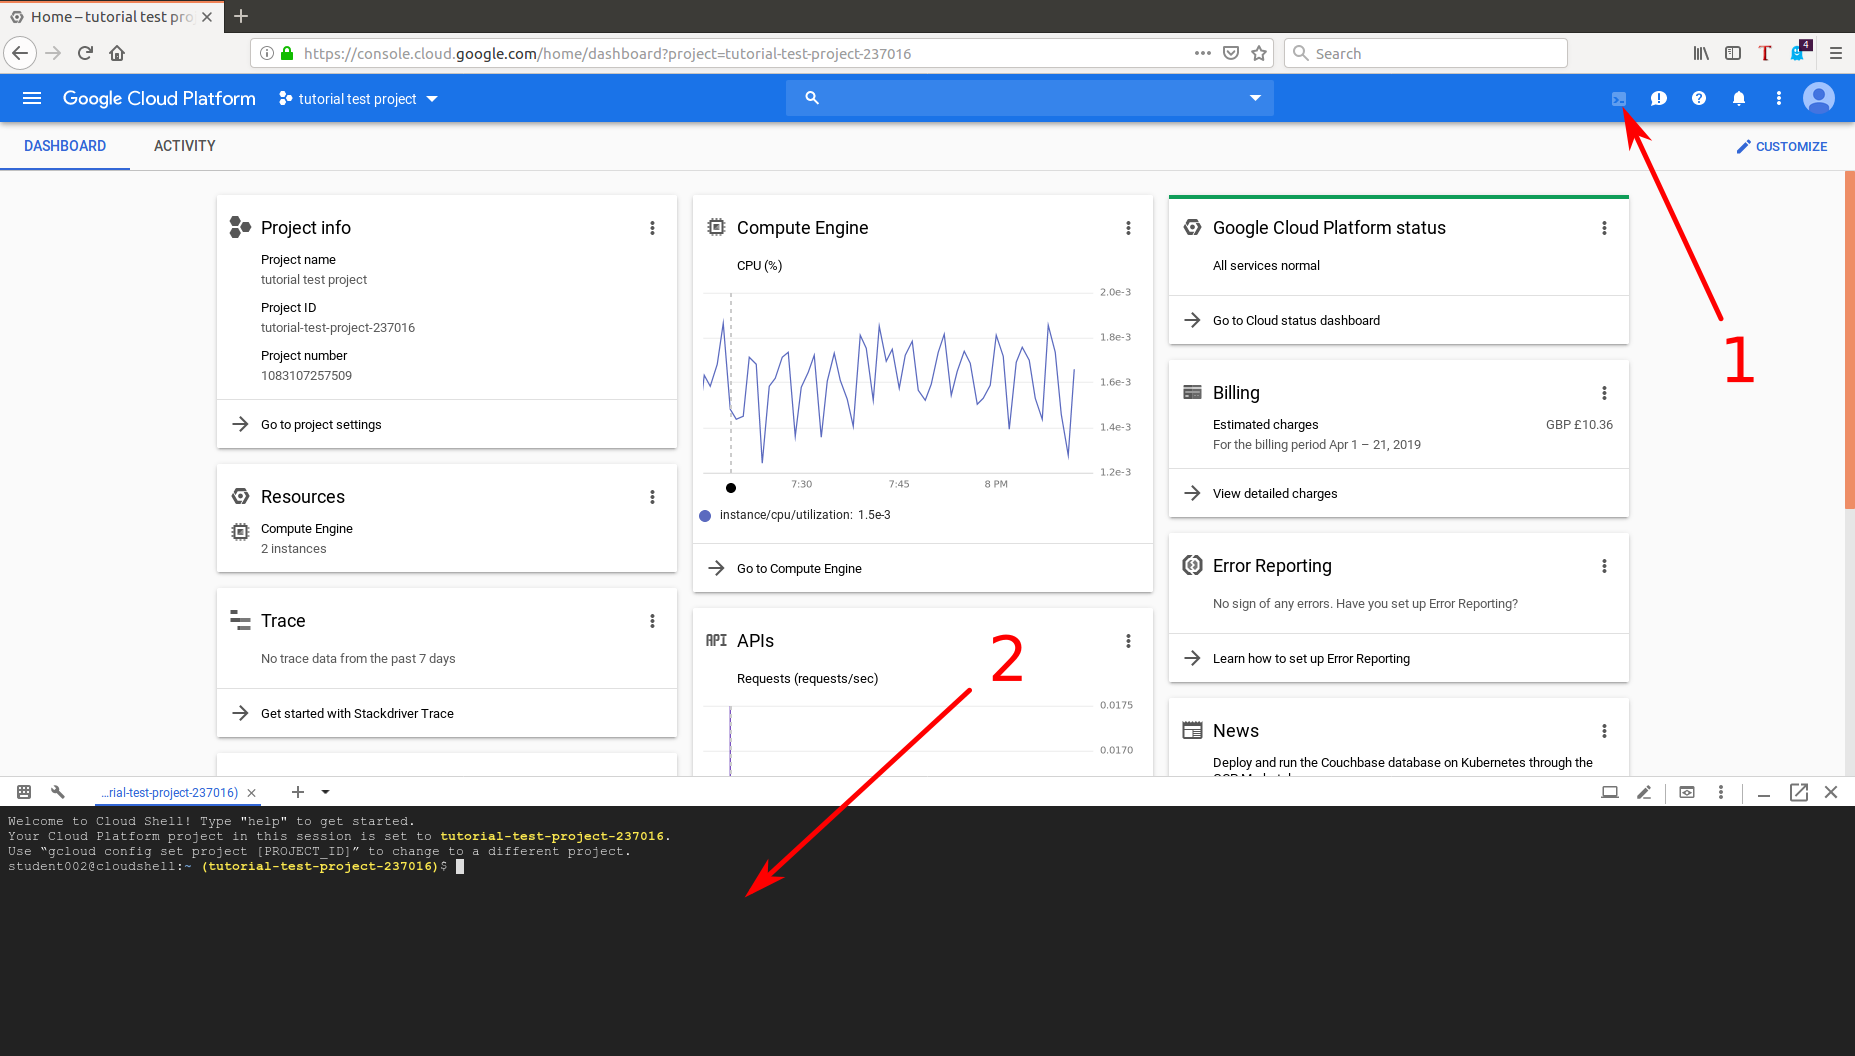 Home – tutorial test pro
https://console.cloud.google.com/home/dashboard?project=tutorial-test-project-237016
Search
4
Google Cloud Platform
tutorial test project
DASHBOARD
ACTIVITY
CUSTOMIZE
1
Project info
Project name
tutorial test project
Project ID
tutorial-test-project-237016
Project number
1083107257509
Go to project settings
Resources
Compute Engine
2 instances
Trace
No trace data from the past 7 days
Get started with Stackdriver Trace
Compute Engine
CPU (%)
2.0e-3
1.8e-3
1.6e-3
1.4e-3
1.2e-3
7:30 7:45 8 PM
instance/cpu/utilization: 1.5e-3
Go to Compute Engine
API APIs
2
Requests (requests/sec)
0.0175
0.0170
Google Cloud Platform status
All services normal
Go to Cloud status dashboard
Billing
Estimated charges GBP £10.36
For the billing period Apr 1 – 21, 2019
View detailed charges
Error Reporting
No sign of any errors. Have you set up Error Reporting?
Learn how to set up Error Reporting
News
Deploy and run the Couchbase database on Kubernetes through the
...rial-test-project-237016)
Welcome to Cloud Shell! Type "help" to get started.
Your Cloud Platform project in this session is set to tutorial-test-project-237016.
Use “gcloud config set project [PROJECT_ID]” to change to a different project.
student002@cloudshell:~ (tutorial-test-project-237016)$